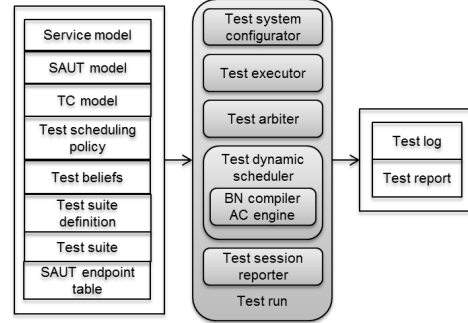 Service model
SAUT model
TC model
Test scheduling
policy
Test beliefs
Test suite
definition
Test suite
SAUT endpoint
table
Test system
configurator
Test executor
Test arbiter
Test dynamic
scheduler
BN compiler
AC engine
Test session
reporter
Test run
Test log
Test report